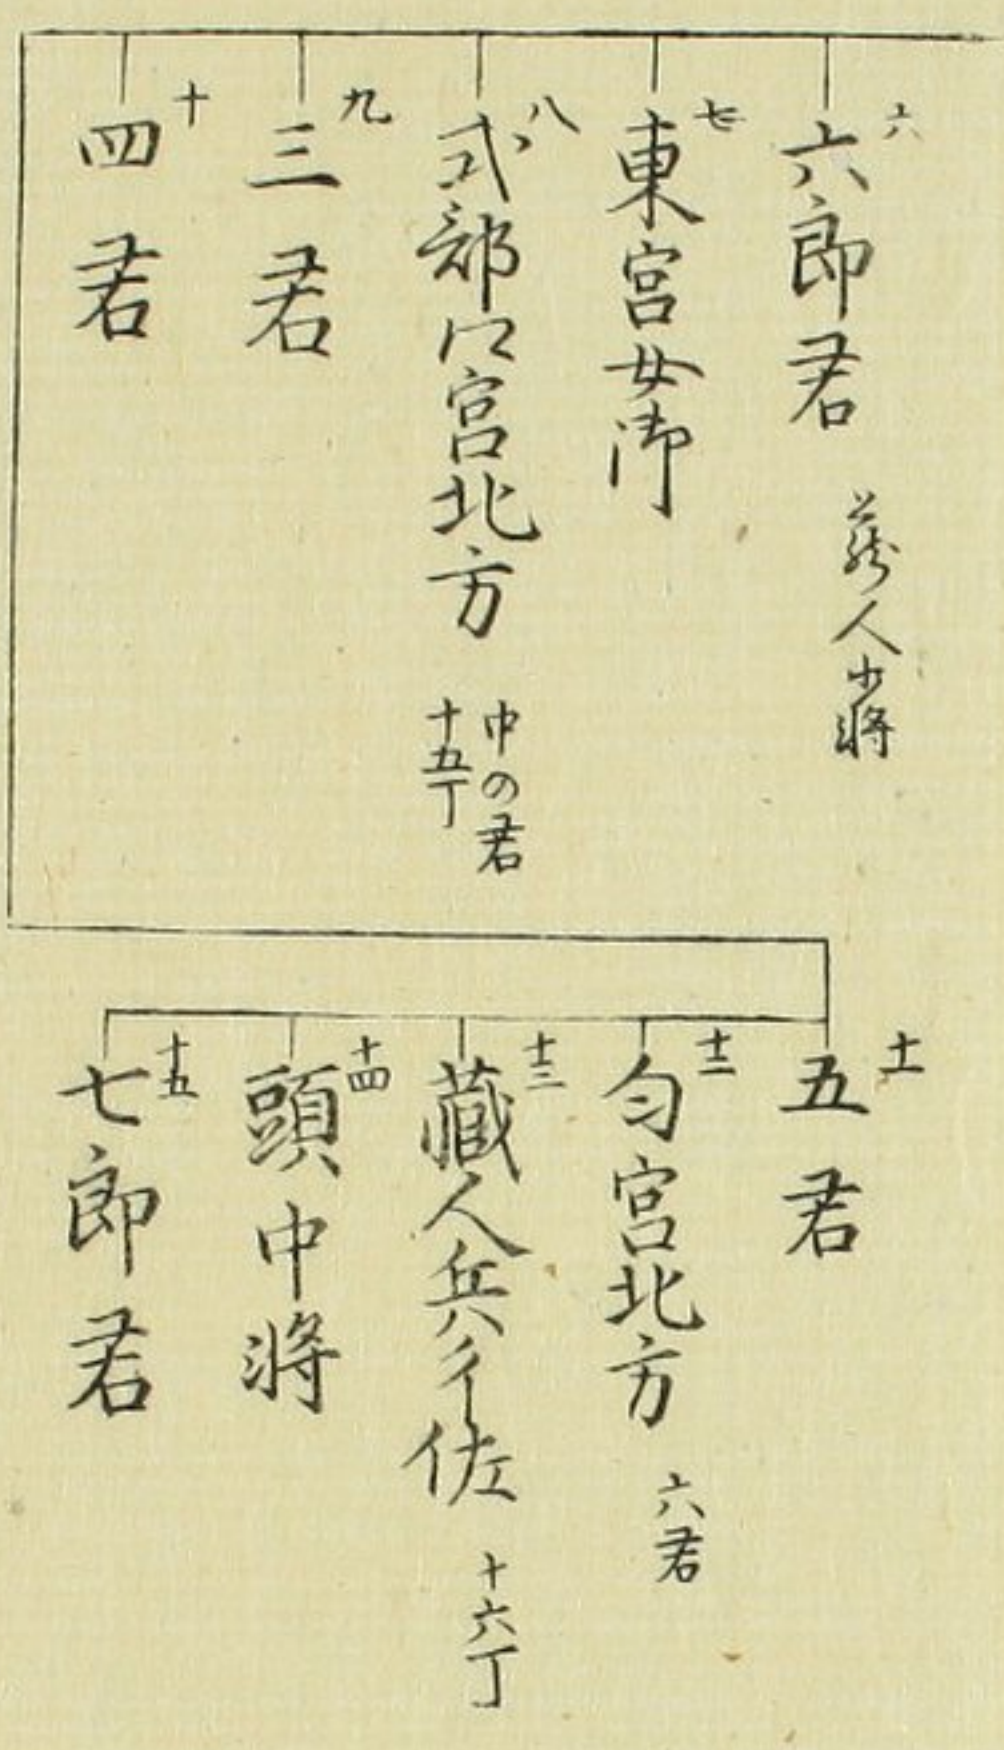 六
六郎君
蔵人少将
七
東宮女御
八
式部卿宮北方
中の君
十五丁
九
三君
十
四君
十一
五君
十二
匂宮北方
六君
十三
蔵人兵衛佐
十六丁
十四
頭中将
十五
七郎君